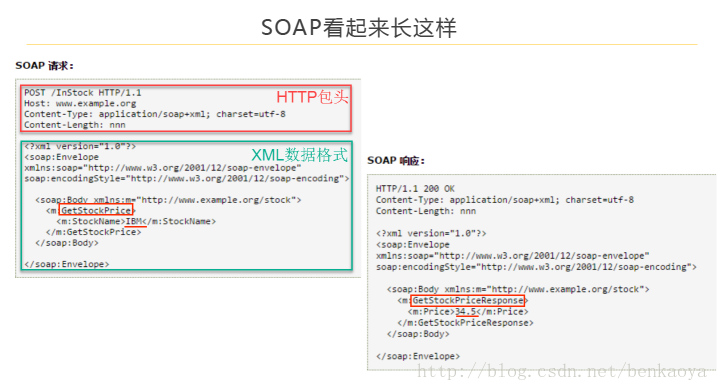 SOAP看起来长这样
SOAP 请求：
POST /InStock HTTP/1.1
Host: www.example.org
Content-Type: application/soap+xml; charset=utf-8
Content-Length: nnn
HTTP包头
<?xml version="1.0"?>
<soap:Envelope
xmlns:soap="http://www.w3.org/2001/12/soap-envelope"
soap:encodingStyle="http://www.w3.org/2001/12/soap-encoding">
XML数据格式
<soap:Body xmlns:m="http://www.example.org/stock">
<m:GetStockPrice>
<m:StockName>IBM</m:StockName>
</m:GetStockPrice>
</soap:Body>
</soap:Envelope>
SOAP 响应：
HTTP/1.1 200 OK
Content-Type: application/soap+xml; charset=utf-8
Content-Length: nnn
<?xml version="1.0"?>
<soap:Envelope
xmlns:soap="http://www.w3.org/2001/12/soap-envelope"
soap:encodingStyle="http://www.w3.org/2001/12/soap-encoding">
<soap:Body xmlns:m="http://www.example.org/stock">
<m:GetStockPriceResponse>
<m:Price>34.5</m:Price>
</m:GetStockPriceResponse>
</soap:Body>
</soap:Envelope>
http://blog.csdn.net/benkaoya